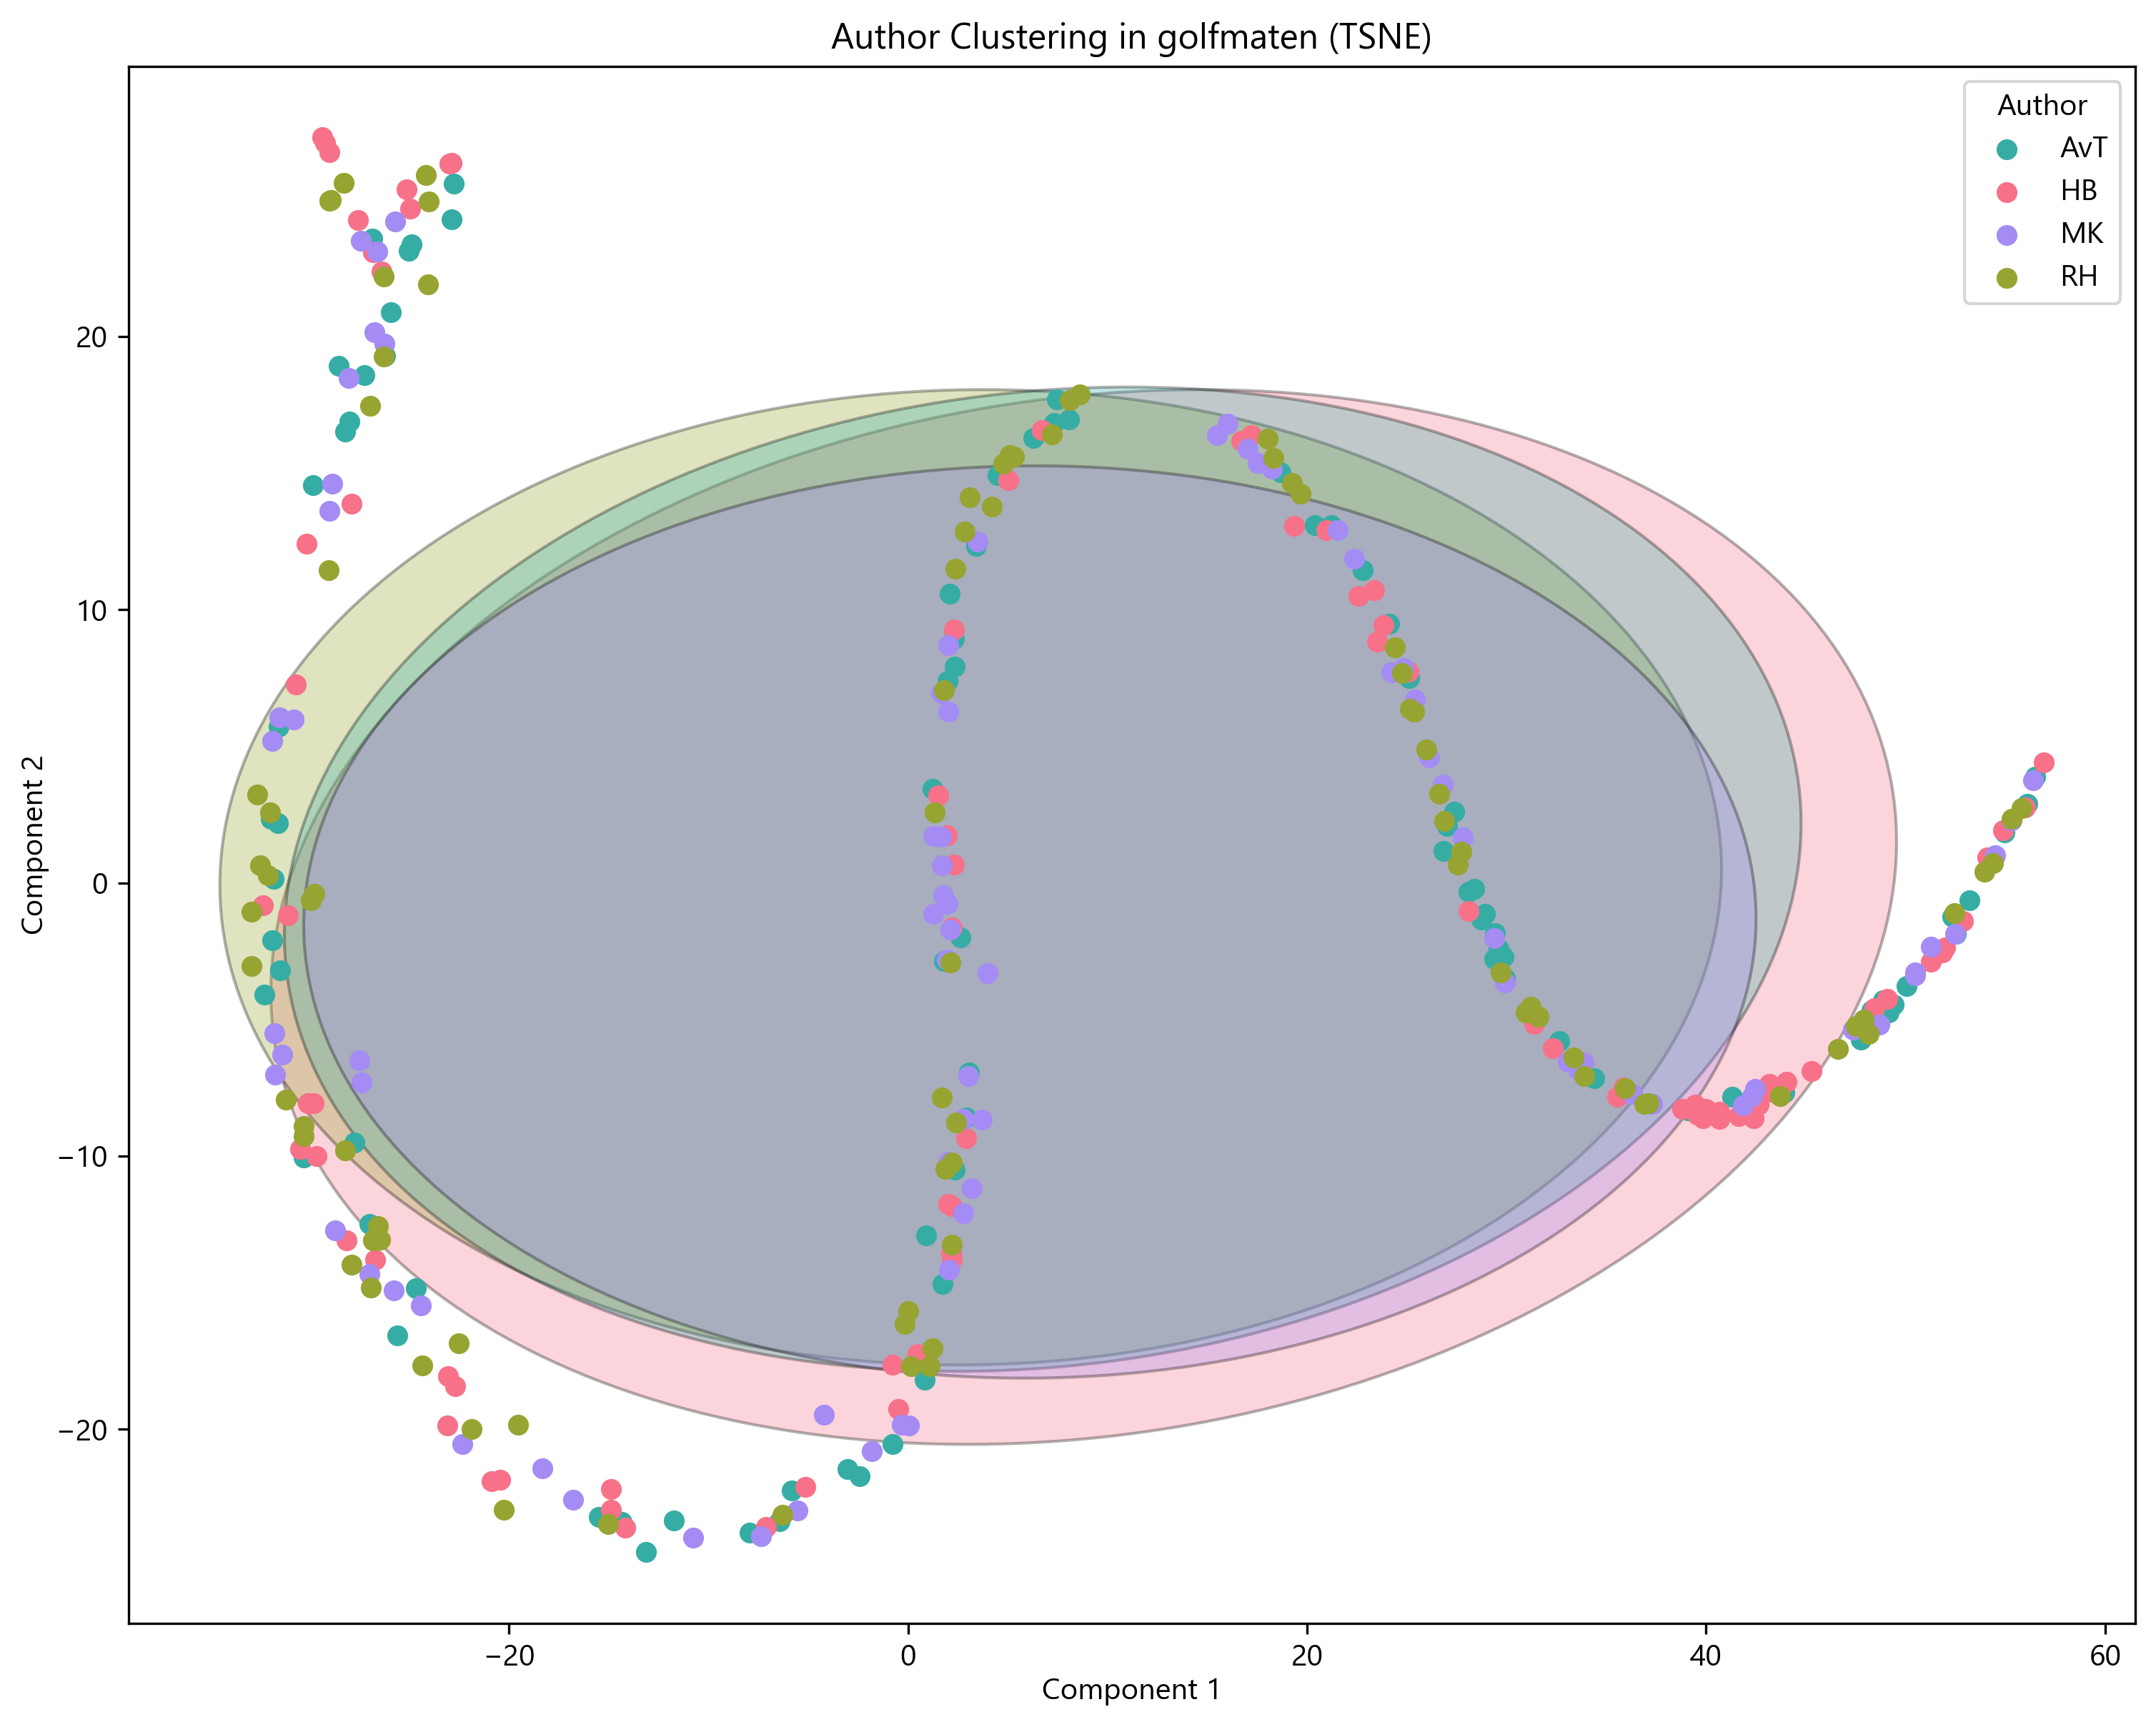 Author Clustering in golfmaten (TSNE)
Author
AvT
HB
MK
RH
20
10
0
−10
−20
Component 2
−20
0
20
40
60
Component 1